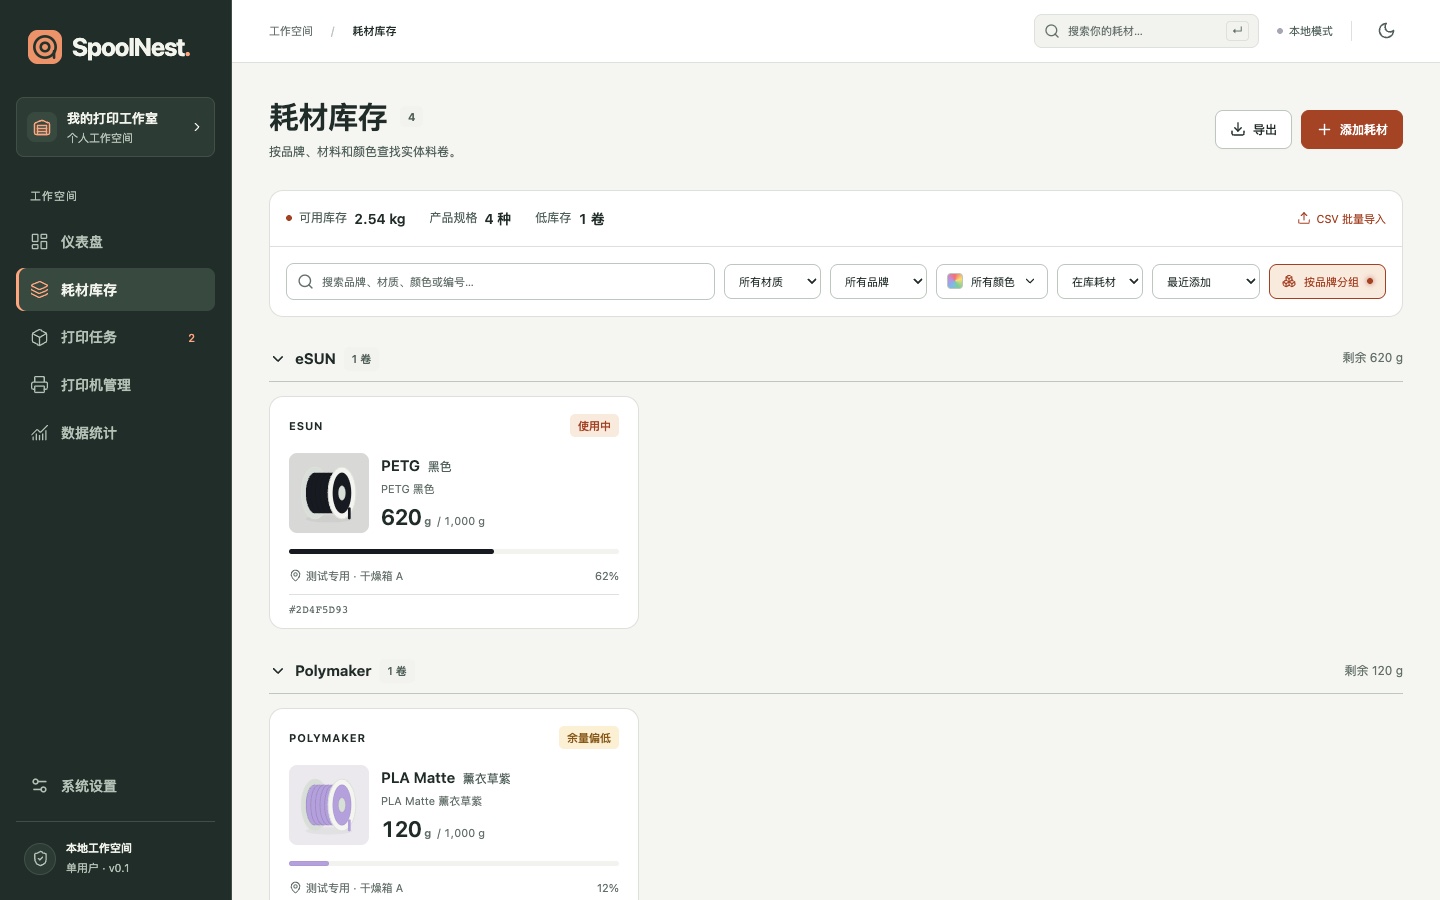 SpoolNest.
我的打印工作室
个人工作空间
工作空间
仪表盘
耗材库存
打印任务 2
打印机管理
数据统计
系统设置
本地工作空间
单用户 · v0.1
工作空间 / 耗材库存
搜索你的耗材...
本地模式
耗材库存 4
按品牌、材料和颜色查找实体料卷。
导出
添加耗材
可用库存 2.54 kg 产品规格 4 种 低库存 1 卷
CSV 批量导入
搜索品牌、材质、颜色或编号...
所有材质
所有品牌
所有颜色
在库耗材
最近添加
按品牌分组
eSUN 1 卷
剩余 620 g
ESUN
使用中
PETG 黑色
PETG 黑色
620 g / 1,000 g
测试专用 · 干燥箱 A
62%
#2D4F5D93
Polymaker 1 卷
剩余 120 g
POLYMAKER
余量偏低
PLA Matte 薰衣草紫
PLA Matte 薰衣草紫
120 g / 1,000 g
测试专用 · 干燥箱 A
12%